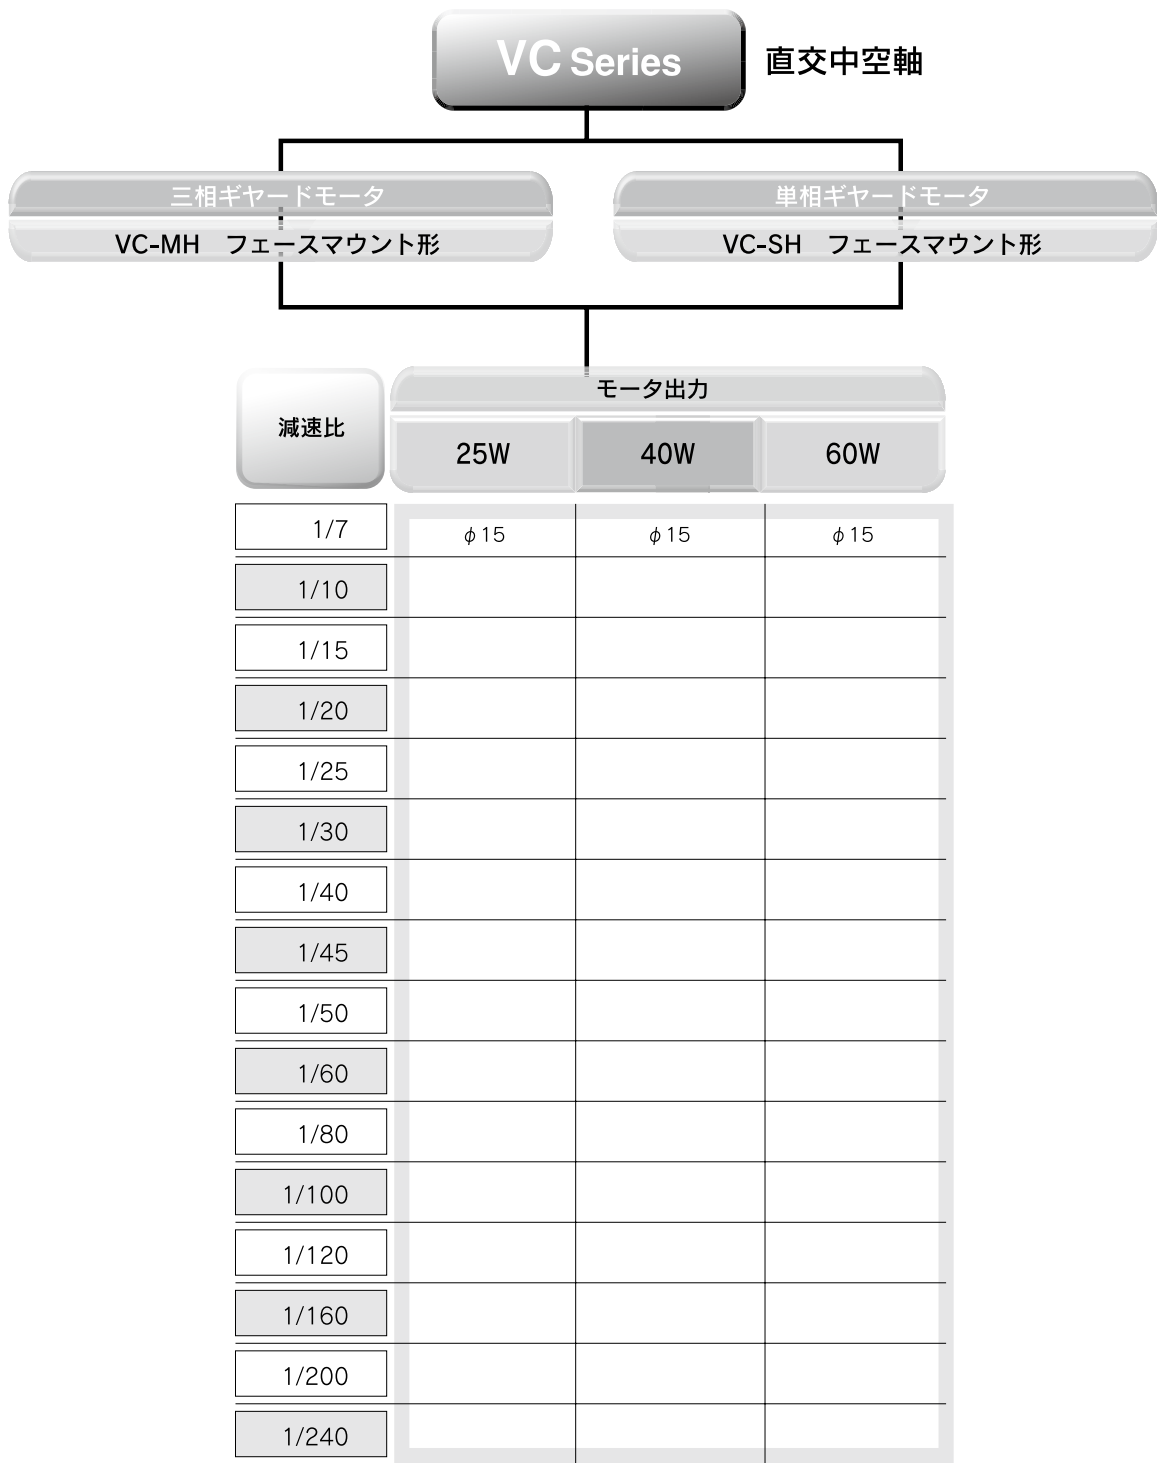 VC Series 直交中空軸
三相ギヤードモータ 単相ギヤードモータ
VC-MH フェースマウント形 VC-SH フェースマウント形
減速比 モータ出力
25W 40W 60W
1/7 φ15 φ15 φ15
1/10
1/15
1/20
1/25
1/30
1/40
1/45
1/50
1/60
1/80
1/100
1/120
1/160
1/200
1/240